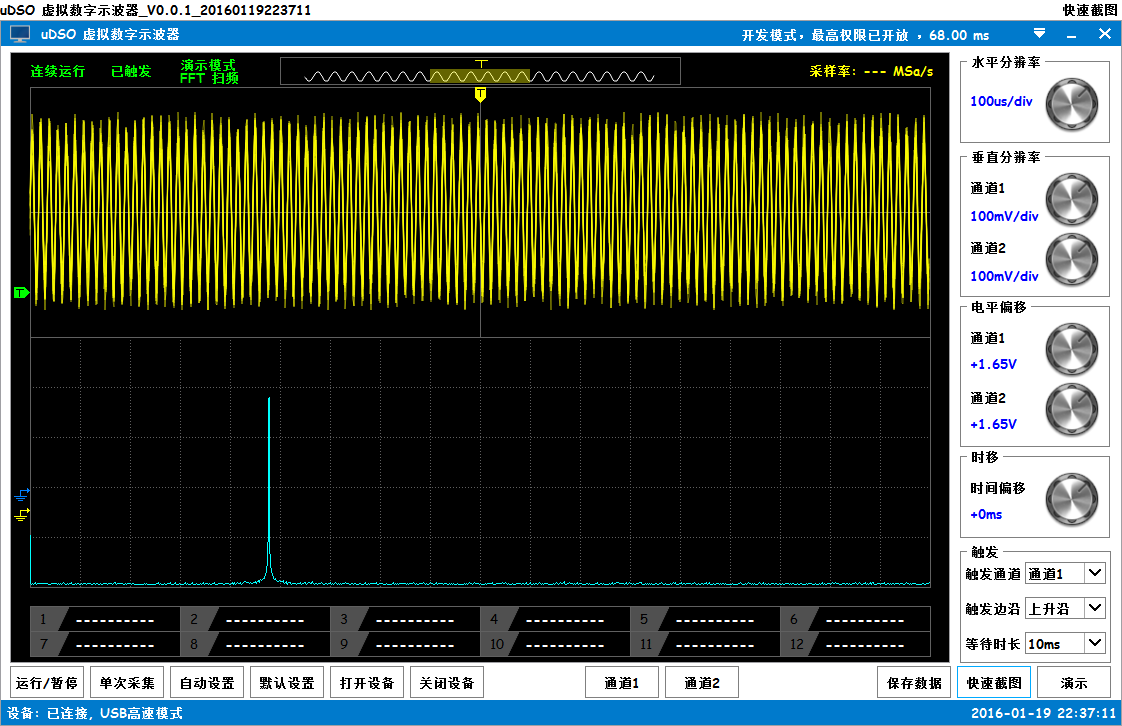 uDSO 虚拟数字示波器_V0.0.1_20160119223711 快速截图
uDSO 虚拟数字示波器 开发模式，最高权限已开放 ，68.00 ms
连续运行 已触发 演示模式
FFT 扫频
采样率: --- MSa/s
T
T
T
水平分辨率
100us/div
垂直分辨率
通道1
100mV/div
通道2
100mV/div
电平偏移
通道1
+1.65V
通道2
+1.65V
时移
时间偏移
+0ms
触发
触发通道 通道1
触发边沿 上升沿
等待时长 10ms
1 ---------- 2 ---------- 3 ---------- 4 ---------- 5 ---------- 6 ----------
7 ---------- 8 ---------- 9 ---------- 10 ---------- 11 ---------- 12 ----------
运行/暂停 单次采集 自动设置 默认设置 打开设备 关闭设备 通道1 通道2 保存数据 快速截图 演示
设备: 已连接, USB高速模式 2016-01-19 22:37:11